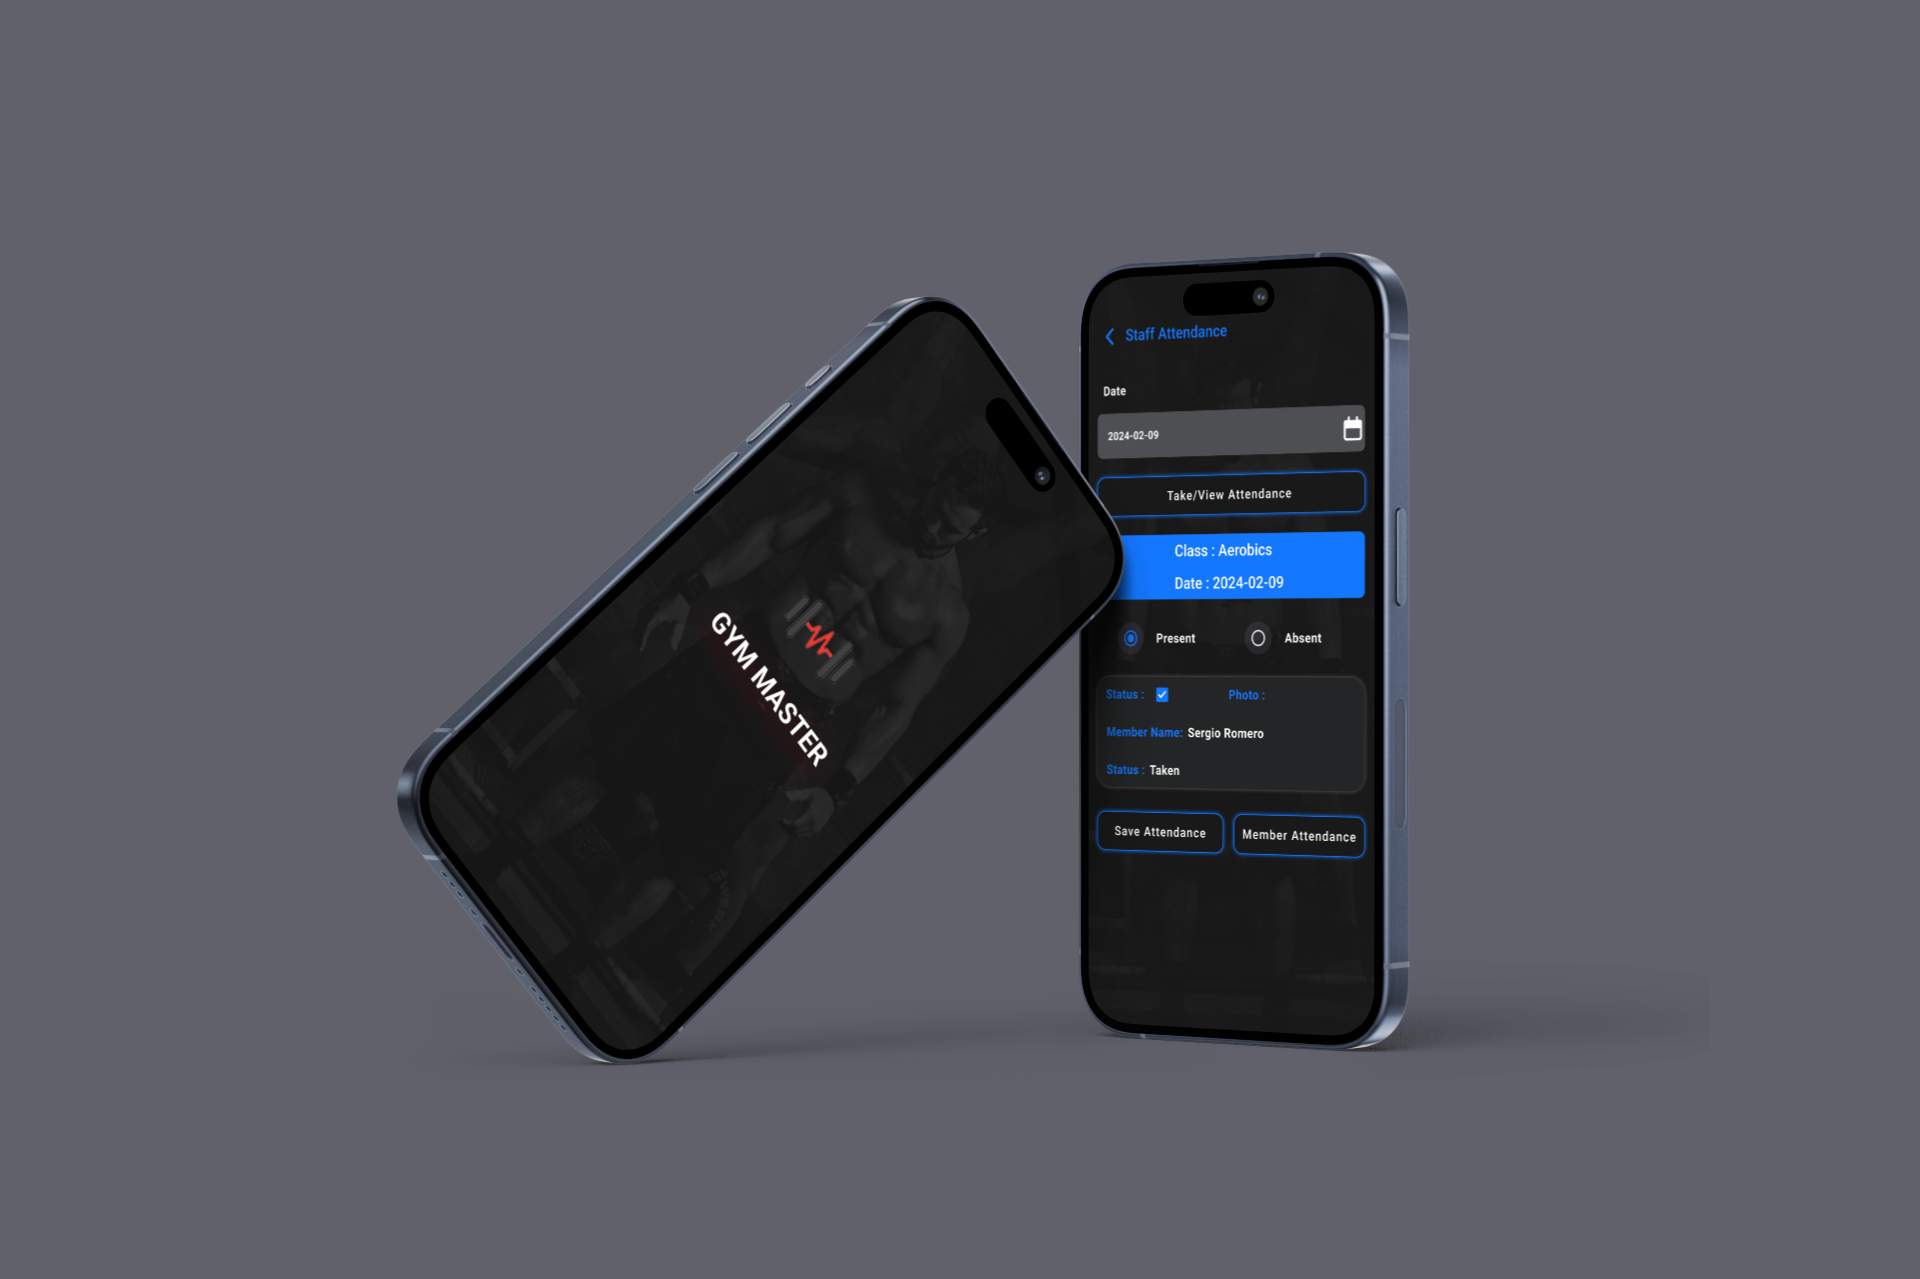 GYM MASTER
Staff Attendance
Date
2024-02-09
Take/View Attendance
Class : Aerobics
Date : 2024-02-09
Present Absent
Status : Photo :
Member Name: Sergio Romero
Status : Taken
Save Attendance Member Attendance